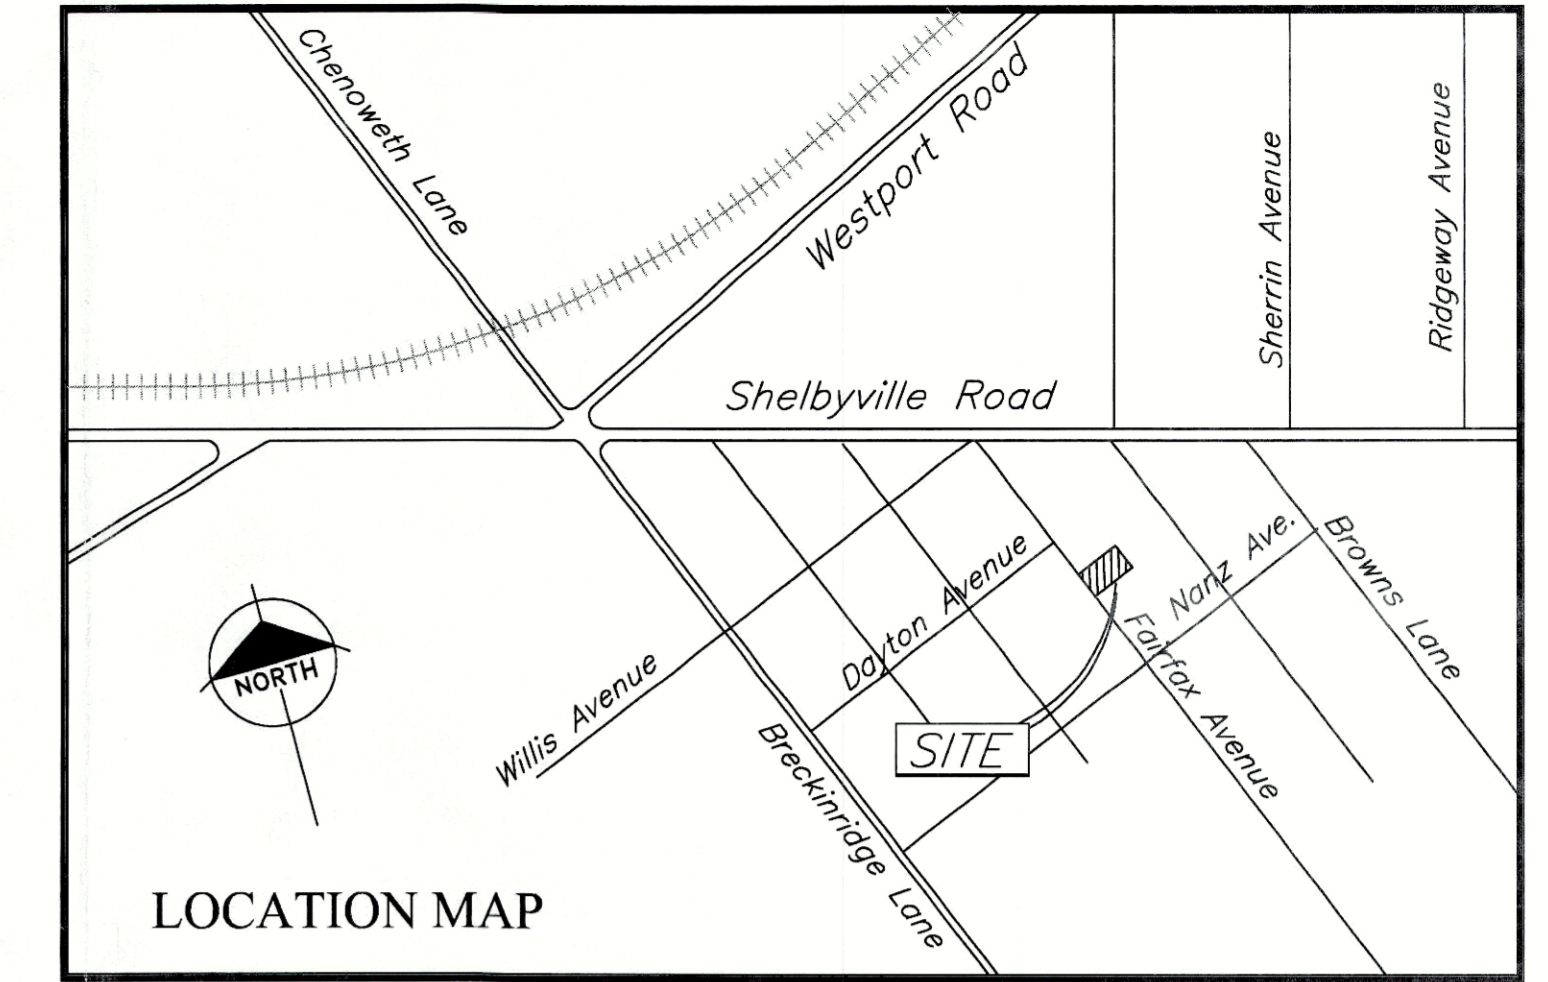 Chenoweth Lane
Westport Road
Sherrin Avenue
Ridgeway Avenue
Shelbyville Road
Browns Lane
Nanz Ave.
Dayton Avenue
Fairfax Avenue
Willis Avenue
NORTH
SITE
Breckinridge Lane
LOCATION MAP